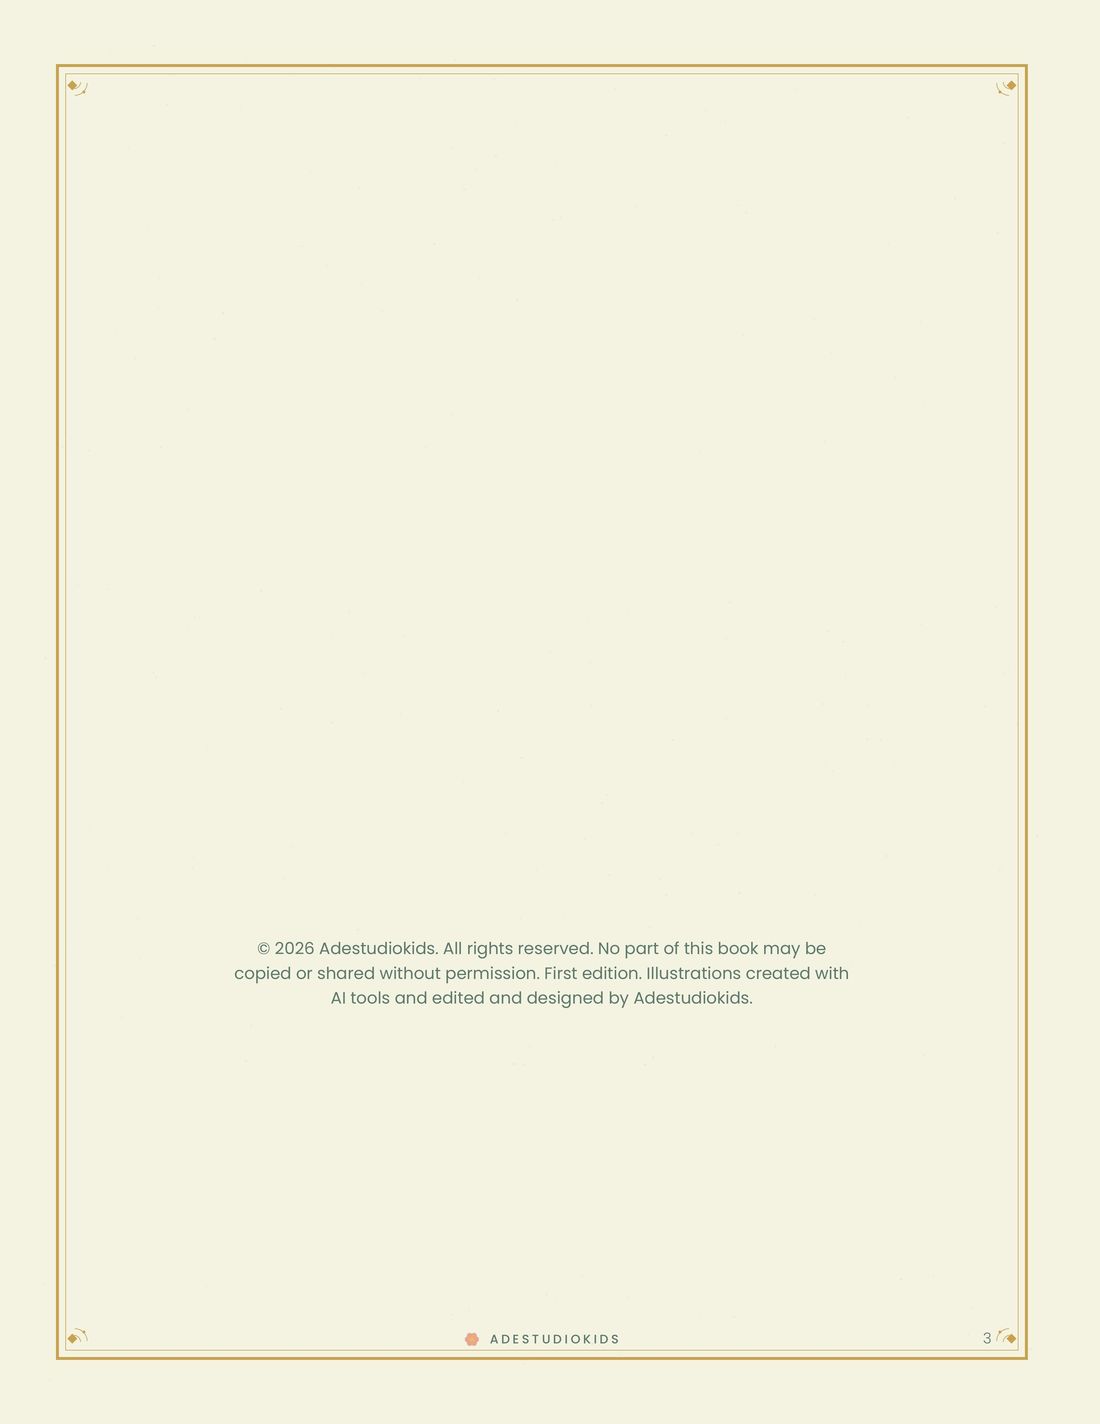 © 2026 Adestudiokids. All rights reserved. No part of this book may be
copied or shared without permission. First edition. Illustrations created with
AI tools and edited and designed by Adestudiokids.
ADESTUDIOKIDS
3